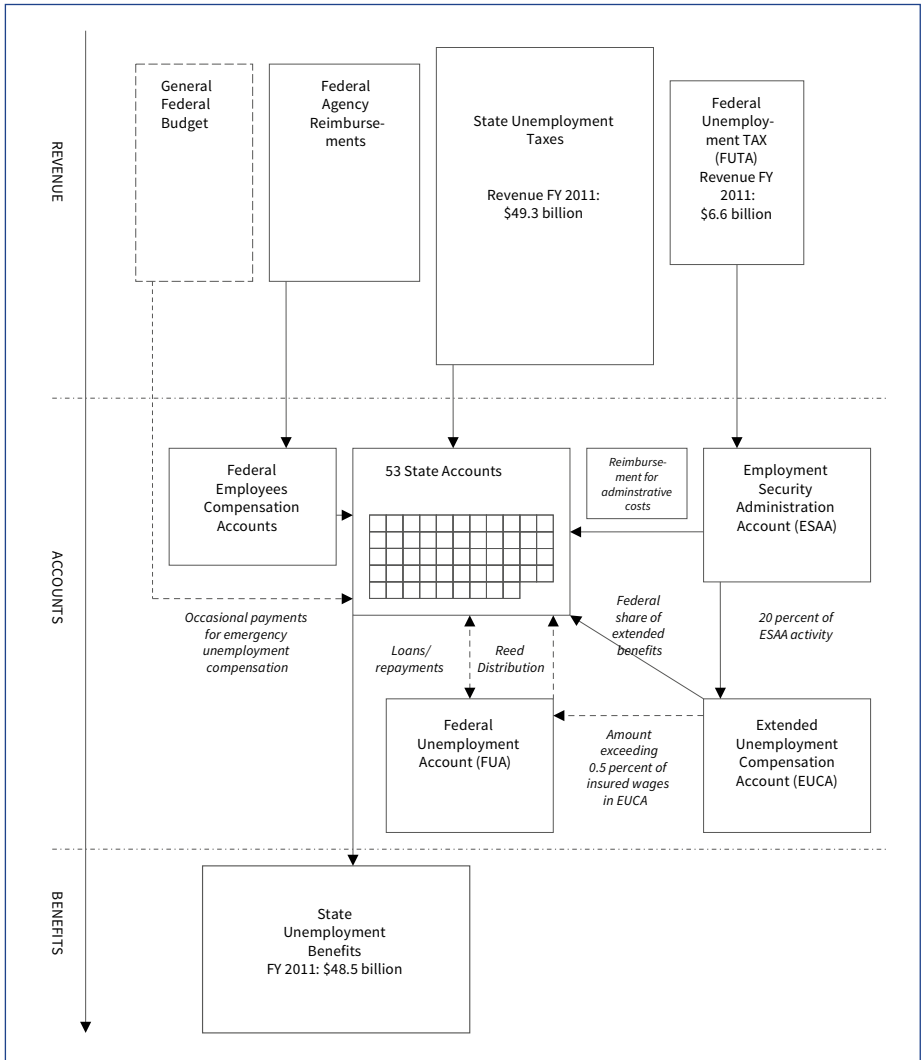 REVENUE
General
Federal
Budget
Federal
Agency
Reimburse-
ments
State Unemployment
Taxes
Revenue FY 2011:
$49.3 billion
Federal
Unemploy-
ment TAX
(FUTA)
Revenue FY
2011:
$6.6 billion
ACCOUNTS
Federal
Employees
Compensation
Accounts
53 State Accounts
Reimburse-
ment for
adminstrative
costs
Employment
Security
Administration
Account (ESAA)
Occasional payments
for emergency
unemployment
compensation
Loans/
repayments
Reed
Distribution
Federal
share of
extended
benefits
20 percent of
ESAA activity
Federal
Unemployment
Account (FUA)
Amount
exceeding
0.5 percent of
insured wages
in EUCA
Extended
Unemployment
Compensation
Account (EUCA)
BENEFITS
State
Unemployment
Benefits
FY 2011: $48.5 billion